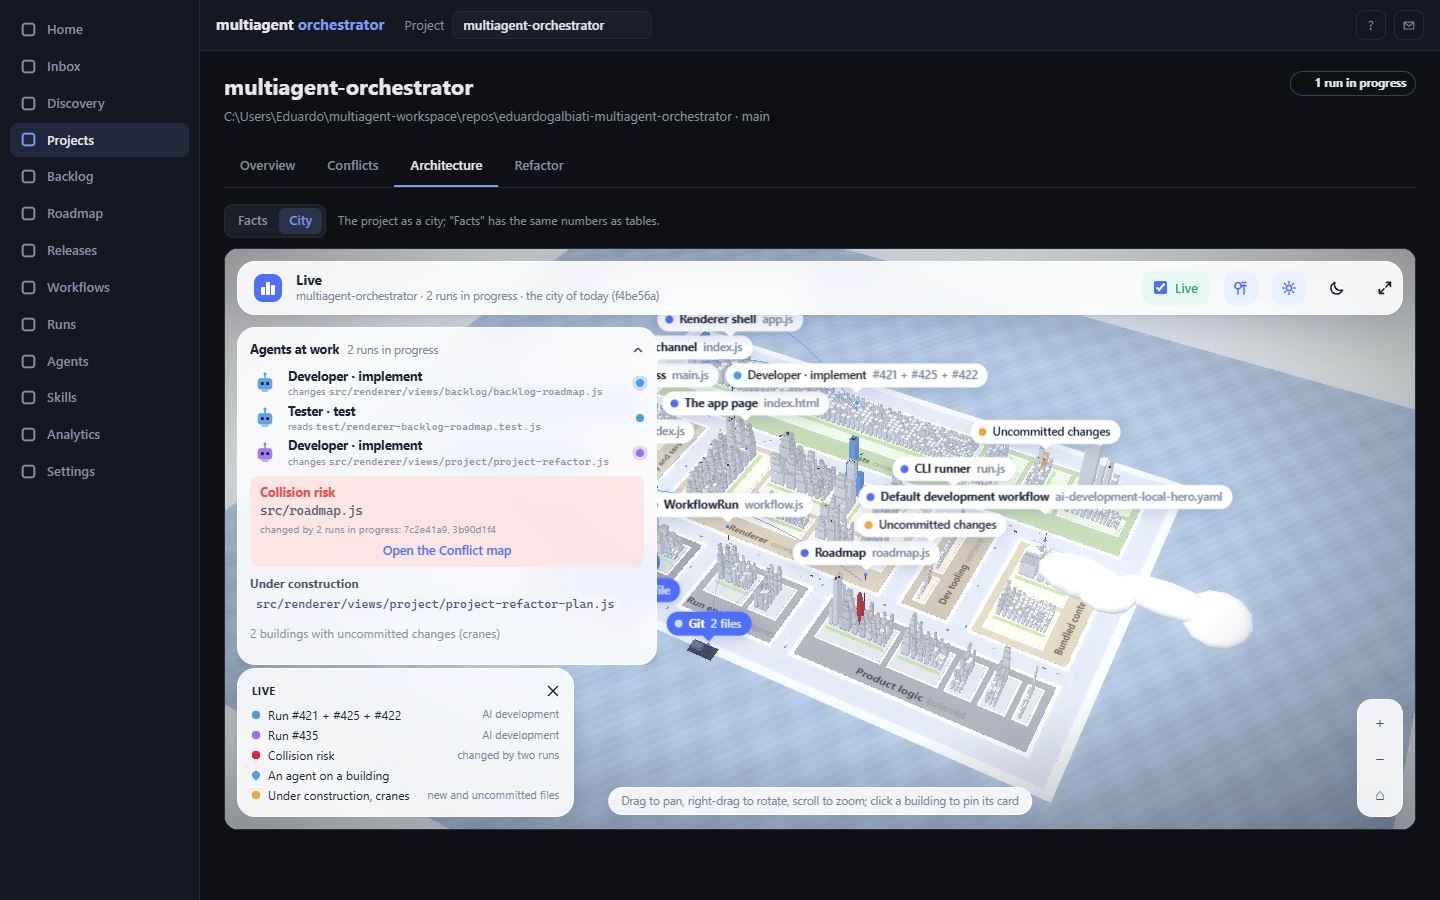 Home
Inbox
Discovery
Projects
Backlog
Roadmap
Releases
Workflows
Runs
Agents
Skills
Analytics
Settings
multiagent orchestrator
Project
multiagent-orchestrator
?
multiagent-orchestrator
1 run in progress
C:\Users\Eduardo\multiagent-workspace\repos\eduardogalbiati-multiagent-orchestrator · main
Overview
Conflicts
Architecture
Refactor
Facts
City
The project as a city; "Facts" has the same numbers as tables.
Live
multiagent-orchestrator · 2 runs in progress · the city of today (f4be56a)
Live
Agents at work 2 runs in progress
Developer · implement
changes src/renderer/views/backlog/backlog-roadmap.js
Tester · test
reads test/renderer-backlog-roadmap.test.js
Developer · implement
changes src/renderer/views/project/project-refactor.js
Collision risk
src/roadmap.js
changed by 2 runs in progress: 7c2e41a9, 3b90d1f4
Open the Conflict map
Under construction
src/renderer/views/project/project-refactor-plan.js
2 buildings with uncommitted changes (cranes)
LIVE
Run #421 + #425 + #422 AI development
Run #435 AI development
Collision risk changed by two runs
An agent on a building
Under construction, cranes new and uncommitted files
Renderer shell app.js
channel index.js
main.js
Developer · implement #421 + #425 + #422
The app page index.html
Uncommitted changes
CLI runner run.js
Default development workflow ai-development-local-hero.yaml
WorkflowRun workflow.js
Uncommitted changes
Roadmap roadmap.js
Renderer
Dev tooling
Git 2 files
Bundled
Product logic
Drag to pan, right-drag to rotate, scroll to zoom; click a building to pin its card
+
−